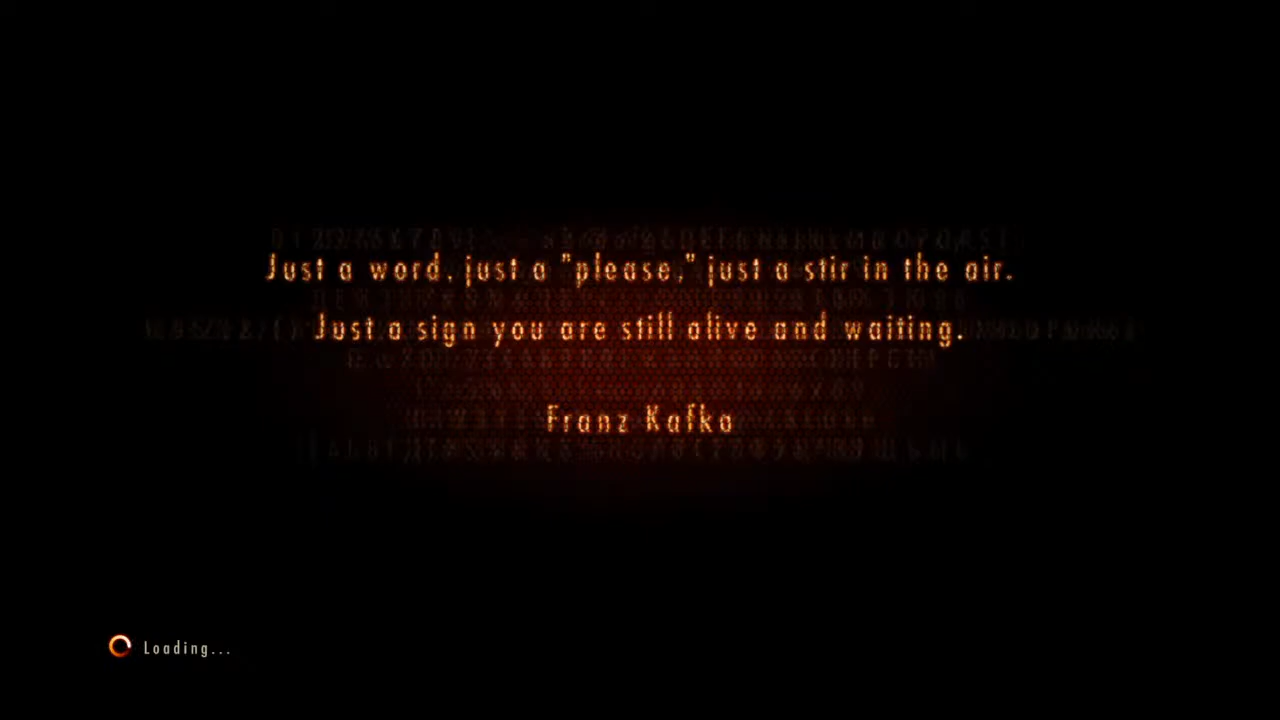 Just a word, just a "please," just a stir in the air.
Just a sign you are still alive and waiting.
Franz Kafka
Loading...